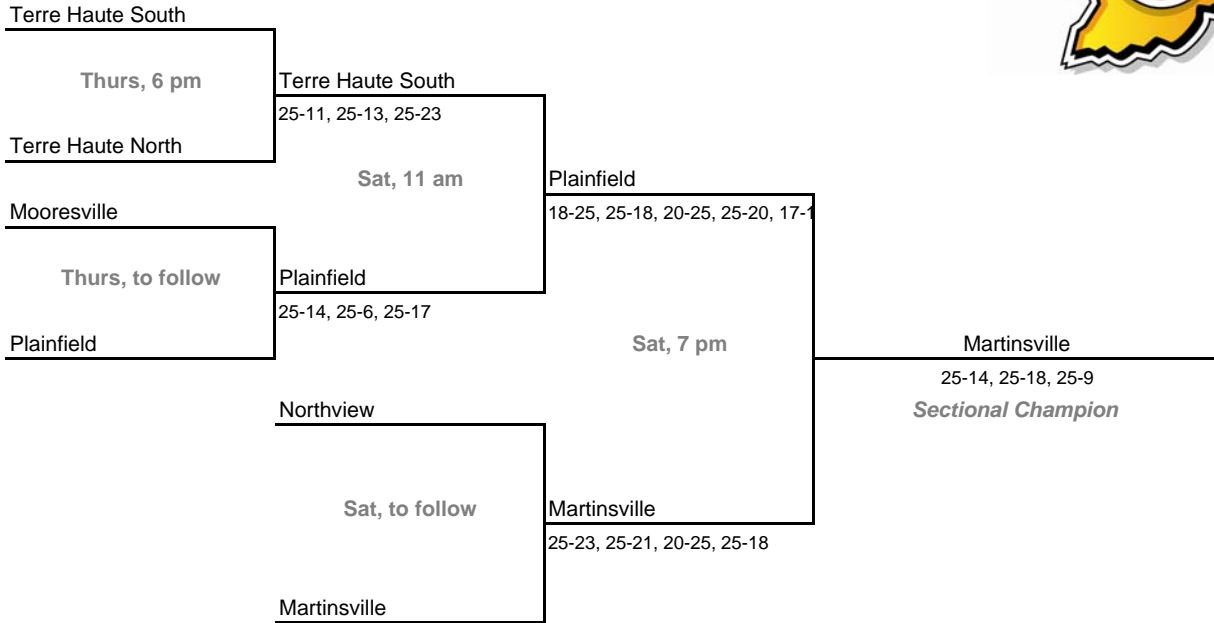 Terre Haute South
Thurs, 6 pm
Terre Haute South
25-11, 25-13, 25-23
Terre Haute North
Sat, 11 am
Plainfield
Mooresville
18-25, 25-18, 20-25, 25-20,
Thurs, to follow
Plainfield
25-14, 25-6, 25-17
Plainfield
Sat, 7 pm
Martinsville
25-14, 25-18, 25-9
Northview
Sectional Champion
Sat, to follow
Martinsville
25-23, 25-21, 20-25, 25-18
Martinsville